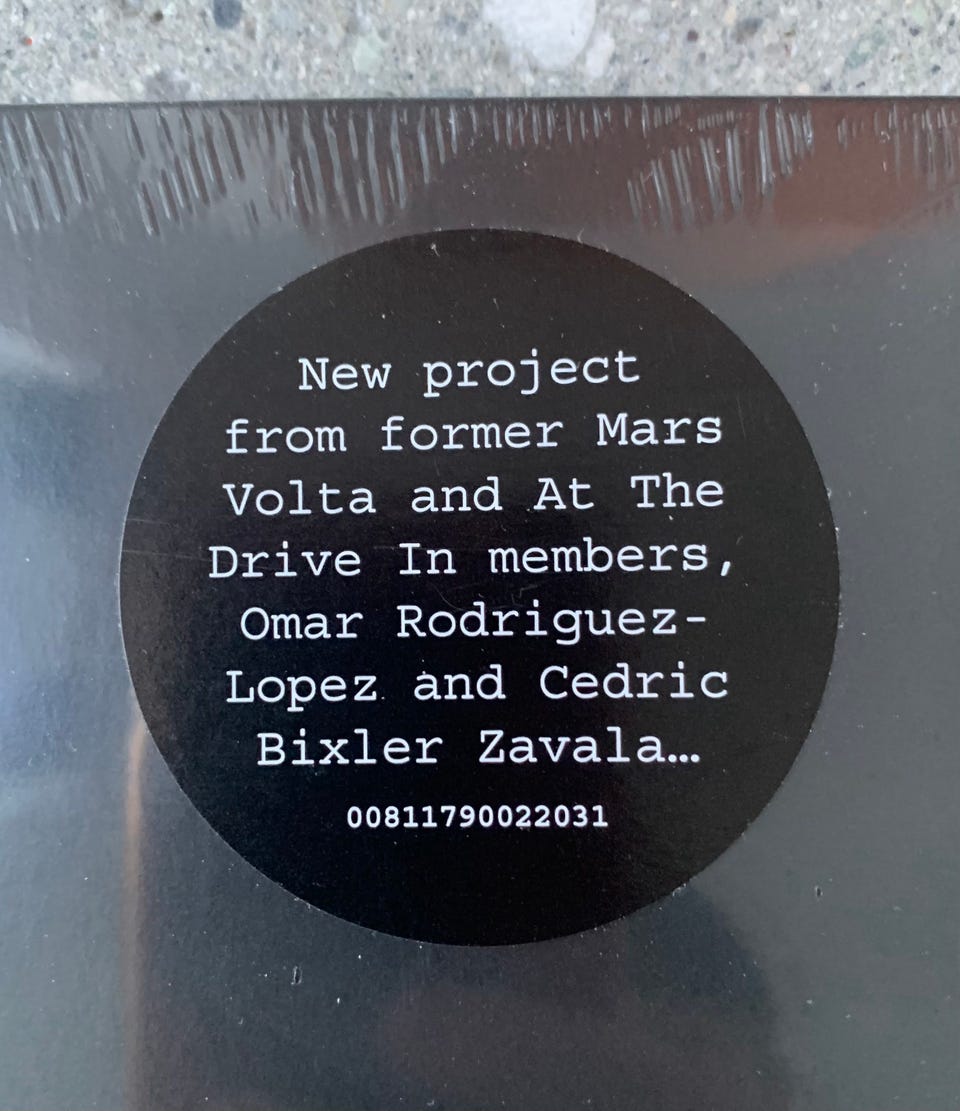 New project
from former Mars
Volta and At The
Drive In members,
Omar Rodriguez-
Lopez and Cedric
Bixler Zavala…
00811790022031